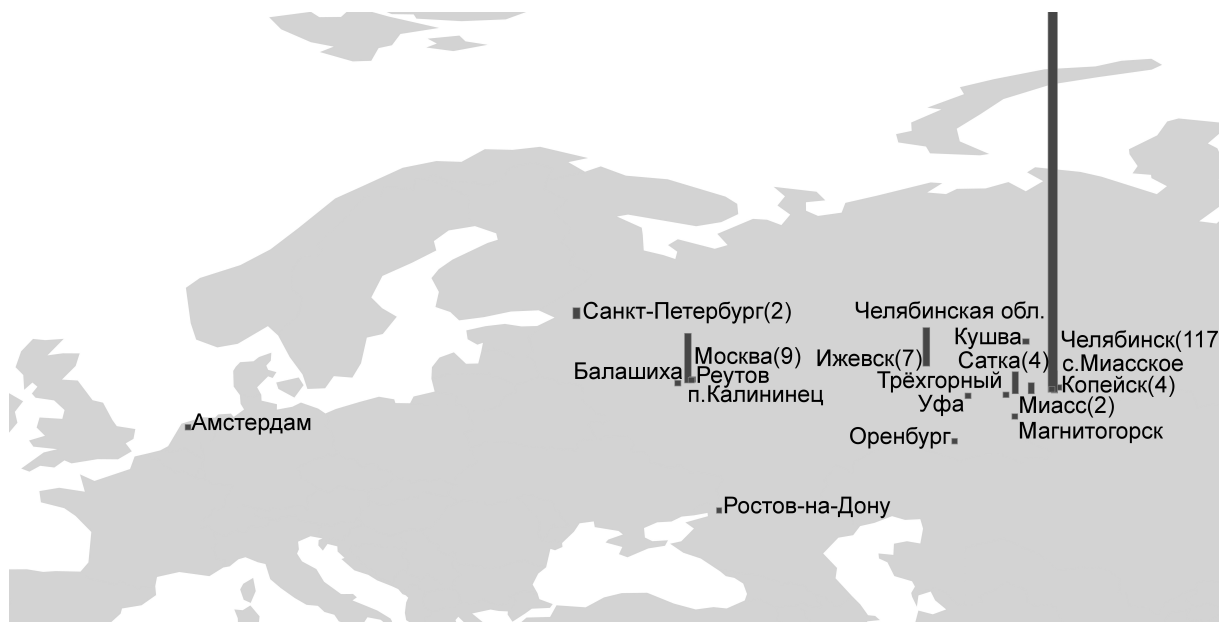 Санкт-Петербург(2)
Челябинская обл.
Кушва
Челябинск(117
Москва(9)
Ижевск(7)
Сатка(4)
с.Миасское
Балашиха
Реутов
Трёхгорный
Копейск(4)
п.Калининец
Уфа
Миасс(2)
Амстердам
Оренбург
Магнитогорск
Ростов-на-Дону